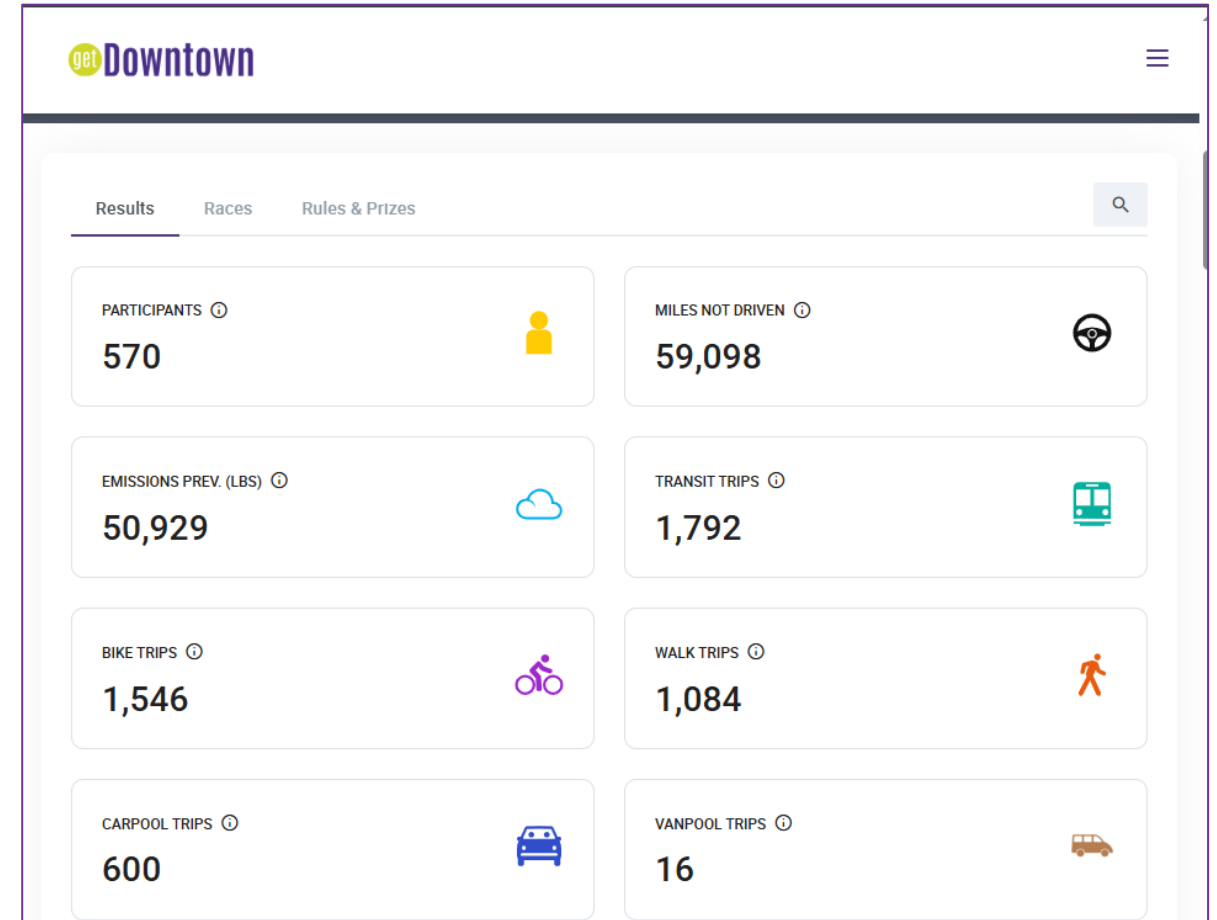 get Downtown
Results Races Rules & Prizes
PARTICIPANTS
570
MILES NOT DRIVEN
59,098
EMISSIONS PREV. (LBS)
50,929
TRANSIT TRIPS
1,792
BIKE TRIPS
1,546
WALK TRIPS
1,084
CARPOOL TRIPS
600
VANPOOL TRIPS
16